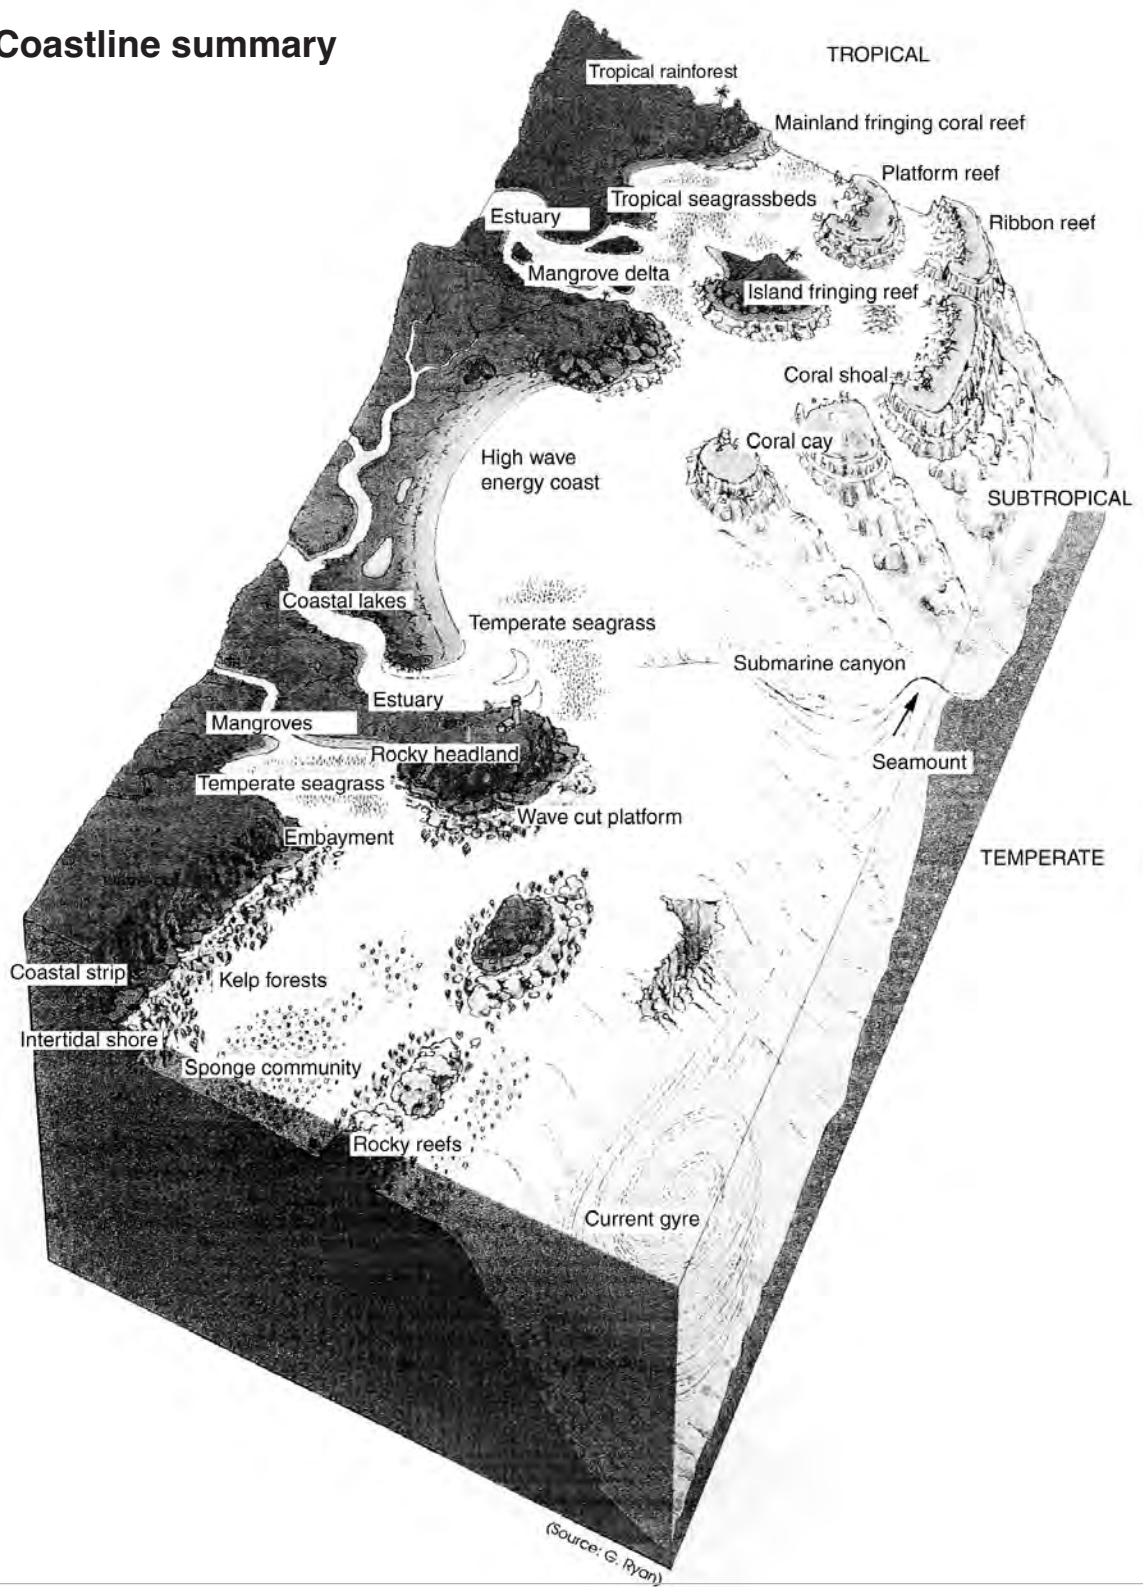 Coastline summary
TROPICAL
Tropical rainforest
Mainland fringing coral reef
Platform reef
Tropical seagrassbeds
Estuary
Ribbon reef
Mangrove delta
Island fringing reef
Coral shoal
Coral cay
High wave
energy coast
SUBTROPICAL
Coastal lakes
Temperate seagrass
Submarine canyon
Estuary
Mangroves
Rocky headland
Seamount
Temperate seagrass
Wave cut platform
Embayment
TEMPERATE
Coastal strip
Kelp forests
Intertidal shore
Sponge community
Rocky reefs
Current gyre
(Source: G. Ryan)